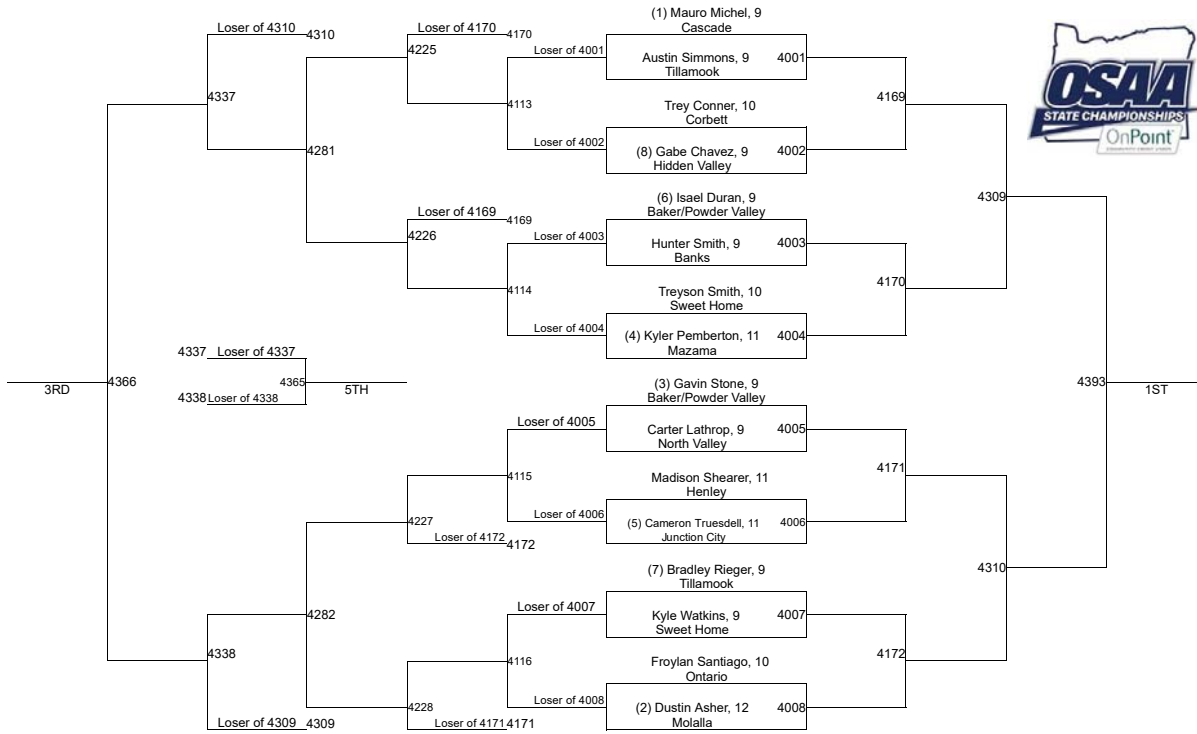 (1) Mauro Michel, 9
Cascade
Loser of 4310
4310
Loser of 4170
4170
4225
Loser of 4001
Austin Simmons, 9
4001
Tillamook
OSAA
STATE CHAMPIONSHIPS
OnPoint
4337
4113
4169
Trey Conner, 10
Corbett
4281
Loser of 4002
(8) Gabe Chavez, 9
4002
Hidden Valley
(6) Isael Duran, 9
4309
Baker/Powder Valley
Loser of 4169
4169
4226
Loser of 4003
Hunter Smith, 9
4003
Banks
4114
4170
Treyson Smith, 10
Sweet Home
Loser of 4004
(4) Kyler Pemberton, 11
4004
Mazama
4337
Loser of 4337
3RD
4366
4365
5TH
4338
Loser of 4338
(3) Gavin Stone, 9
Baker/Powder Valley
4393
1ST
Loser of 4005
Carter Lathrop, 9
4005
North Valley
4115
4171
Madison Shearer, 11
Henley
4227
Loser of 4006
(5) Cameron Truesdell, 11
4006
Junction City
Loser of 4172
4172
(7) Bradley Rieger, 9
4310
Tillamook
4282
Loser of 4007
Kyle Watkins, 9
4007
Sweet Home
4338
4116
4172
Froylan Santiago, 10
Ontario
4228
Loser of 4008
(2) Dustin Asher, 12
4008
Molalla
Loser of 4309
4309
Loser of 4171
4171